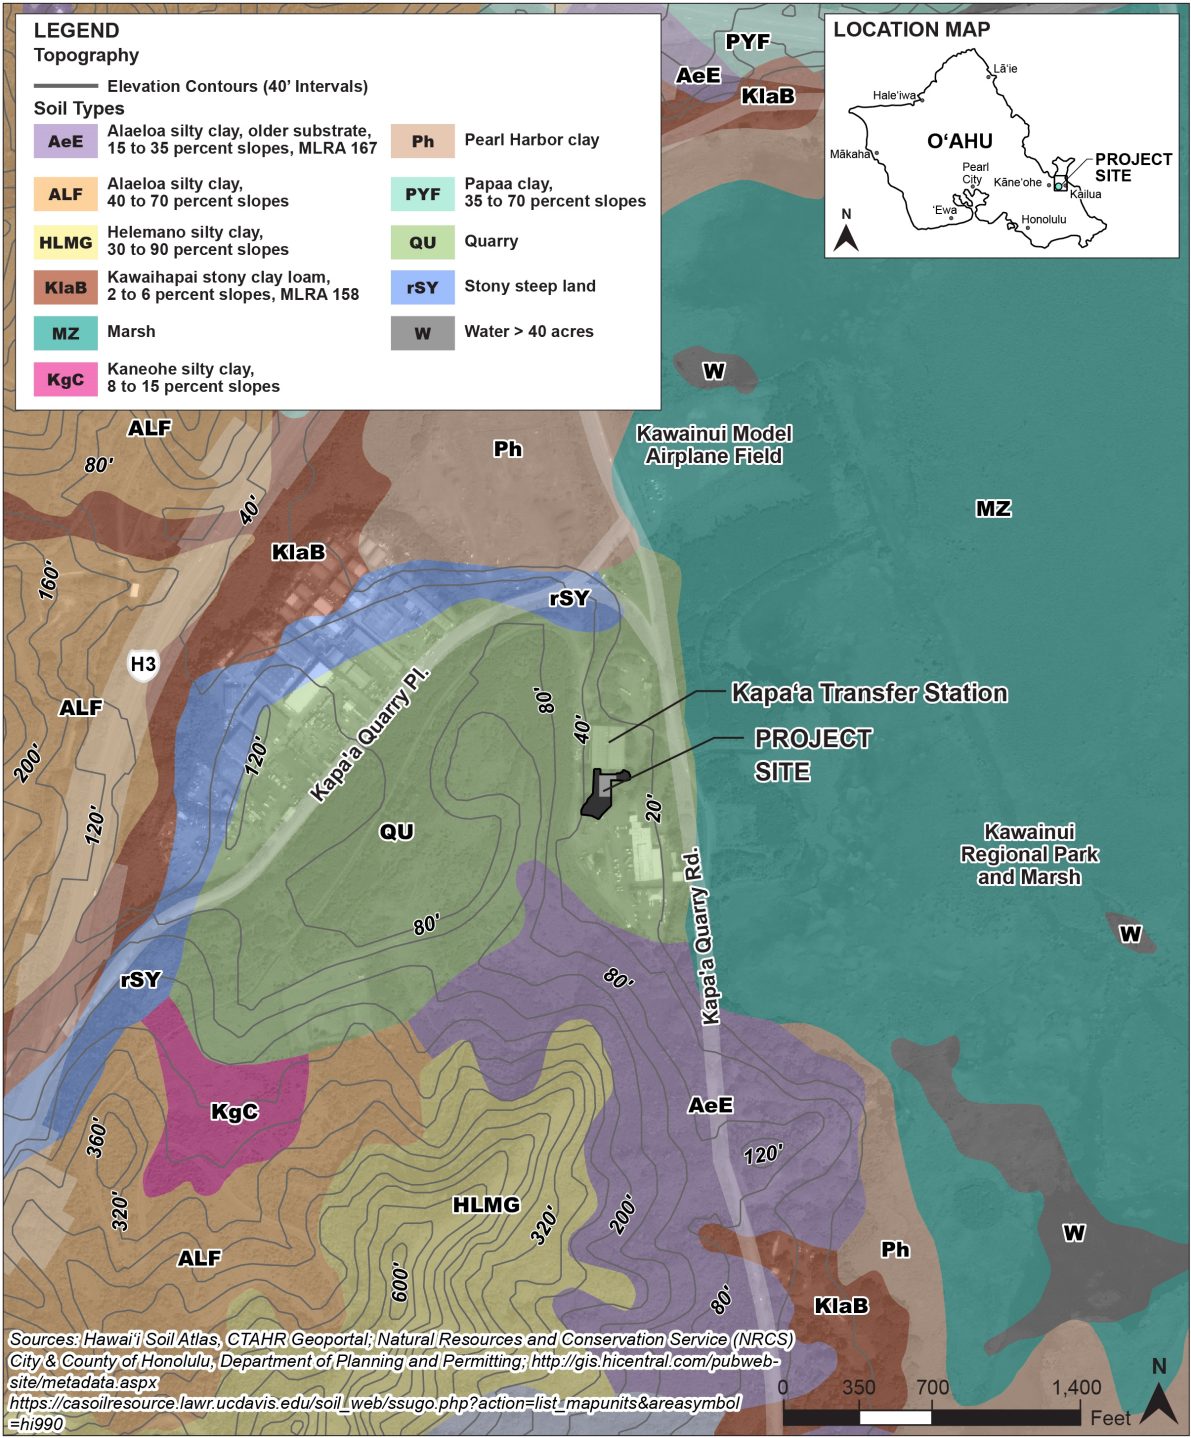 LEGEND
Topography
Elevation Contours (40’ Intervals)
Soil Types
AeE
Alaeloa silty clay, older substrate,
15 to 35 percent slopes, MLRA 167
ALF
Alaeloa silty clay,
40 to 70 percent slopes
HLMG
Helemano silty clay,
30 to 90 percent slopes
KlaB
Kawaihapai stony clay loam,
2 to 6 percent slopes, MLRA 158
MZ
Marsh
KgC
Kaneohe silty clay,
8 to 15 percent slopes
Ph
Pearl Harbor clay
PYF
Papaa clay,
35 to 70 percent slopes
QU
Quarry
rSY
Stony steep land
W
Water > 40 acres
PYF
AeE
KlaB
LOCATION MAP
Lā‘ie
Hale‘iwa
O‘AHU
Mākaha
Pearl
City
Kāne‘ohe
PROJECT
SITE
Kailua
‘Ewa
Honolulu
N
W
ALF
80'
Ph
Kawainui Model
Airplane Field
40'
MZ
KlaB
160'
rSY
H3
Kapa'a Quarry Pl.
ALF
80'
40'
Kapa‘a Transfer Station
PROJECT
SITE
200'
120'
120'
QU
20'
Kawainui
Regional Park
and Marsh
Kapa'a Quarry Rd.
80'
W
rSY
80'
KgC
AeE
360'
120'
320'
HLMG
320'
200'
W
ALF
Ph
600'
80'
KlaB
Sources: Hawai‘i Soil Atlas, CTAHR Geoportal; Natural Resources and Conservation Service (NRCS)
City & County of Honolulu, Department of Planning and Permitting; http://gis.hicentral.com/pubweb-
site/metadata.aspx
https://casoilresource.lawr.ucdavis.edu/soil_web/ssugo.php?action=list_mapunits&areasymbol
=hi990
0 350 700 1,400
Feet
N